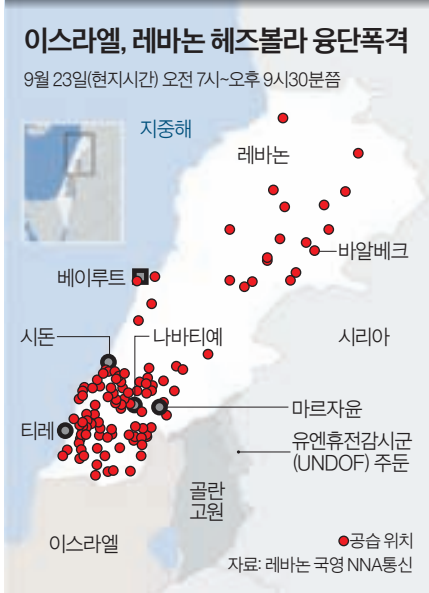 이스라엘, 레바논 헤즈볼라 융단폭격
9월 23일(현지시간) 오전 7시~오후 9시30분쯤
지중해
레바논
바알베크
베이루트
시돈
나바티예
시리아
마르자윤
티레
유엔휴전감시군
(UNDOF) 주둔
골란
고원
이스라엘
공습 위치
자료: 레바논 국영 NNA통신